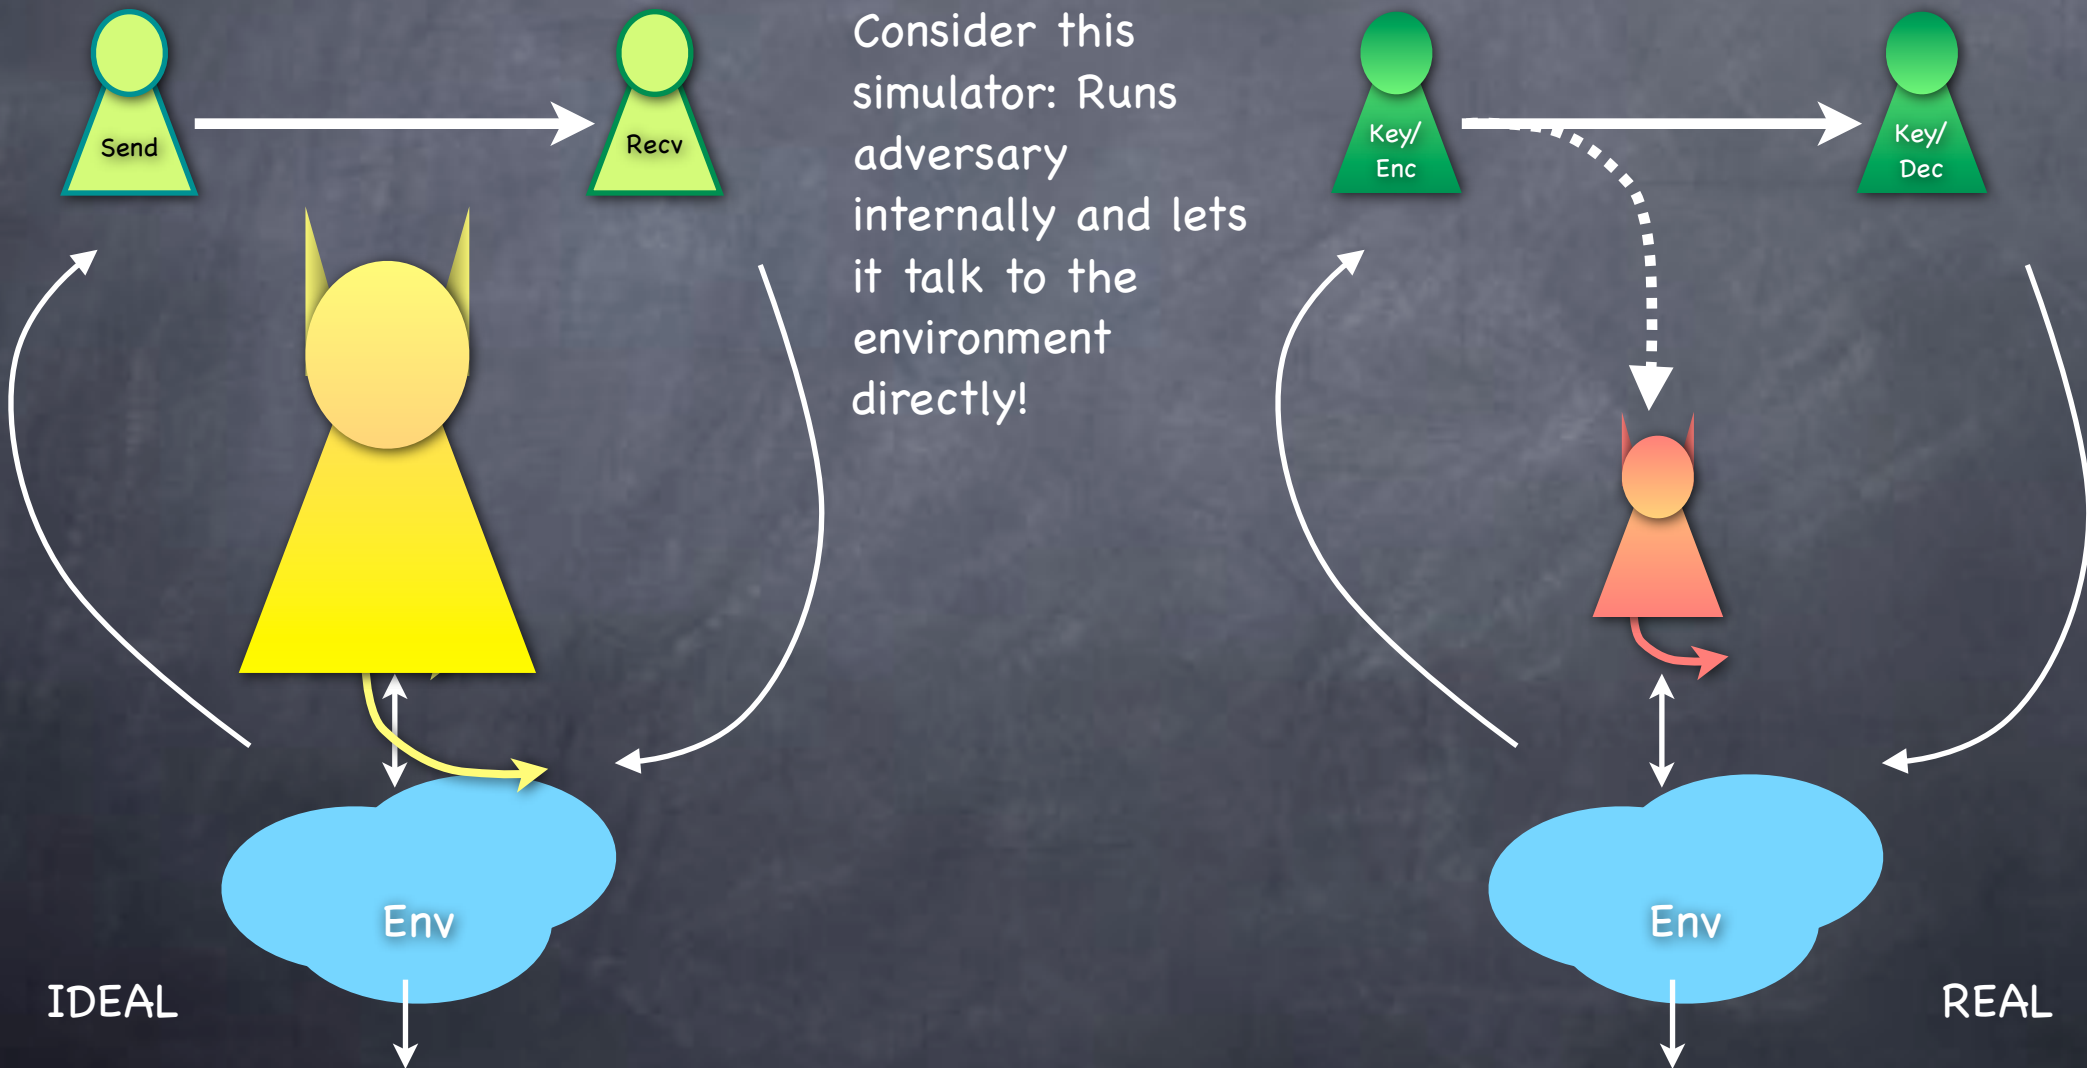 Send
Recv
Consider this
simulator: Runs
adversary
internally and lets
it talk to the
environment
directly!
Key/
Enc
Key/
Dec
Env
Env
IDEAL
REAL